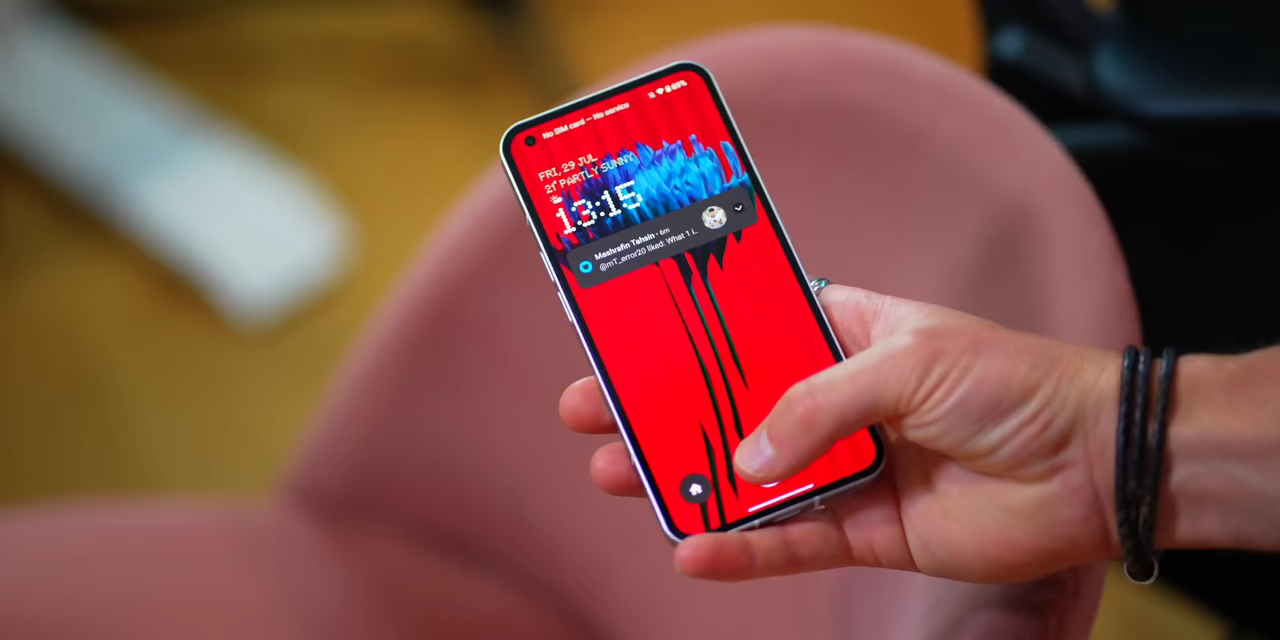 No SIM card — No service
69%
FRI, 29 JUL
21° PARTLY SUNNY
13:15
Mashrafin Tahsin · 6m
@mT_error20 liked: What 1 i..